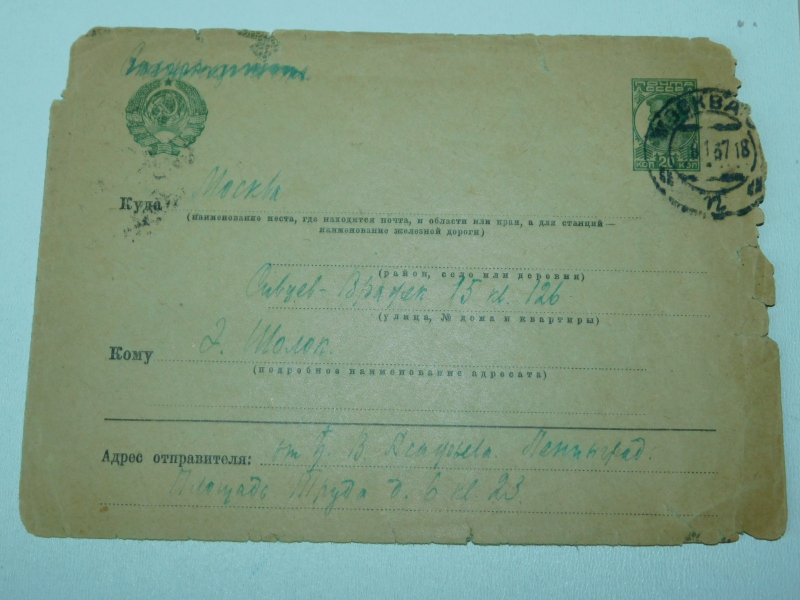 ПОЧТА
СССР
МОСКВА
КОП 20 КОП
Куда Москва
(наименование места, где находится почта, и области или края, а для станций—
наименование железной дороги)
(район, село или деревня)
Сивцев-Вражек 15 кв. 126
(улица, № дома и квартиры)
Кому Э. Шолок.
(подробное наименование адресата)
Адрес отправителя: от В. Ленинград.
Площадь Труда д. 6 кв. 23.